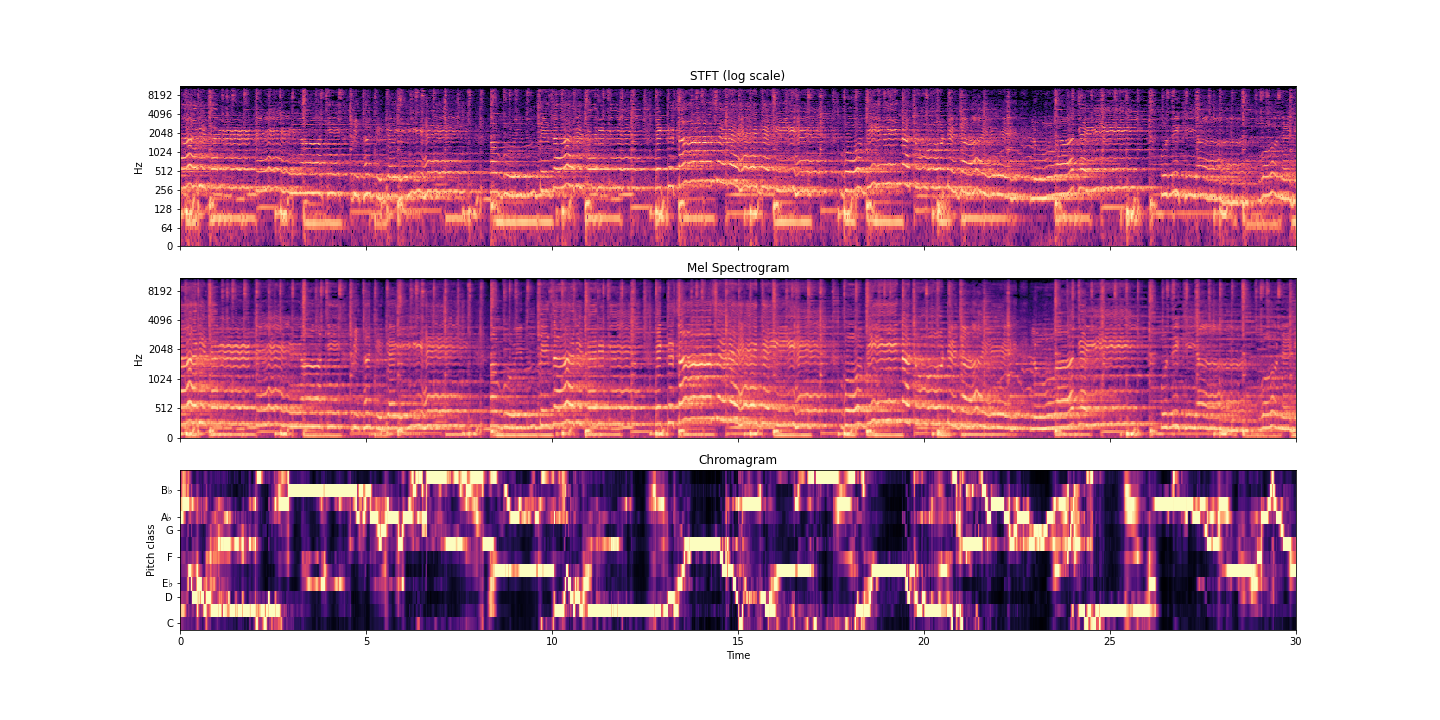 STFT (log scale)
8192
4096
2048
1024
512
256
128
64
0
Hz
Mel Spectrogram
8192
4096
2048
1024
512
0
Hz
Chromagram
B♭
A♭
G
F
E♭
D
C
Pitch class
0 5 10 15 20 25 30
Time